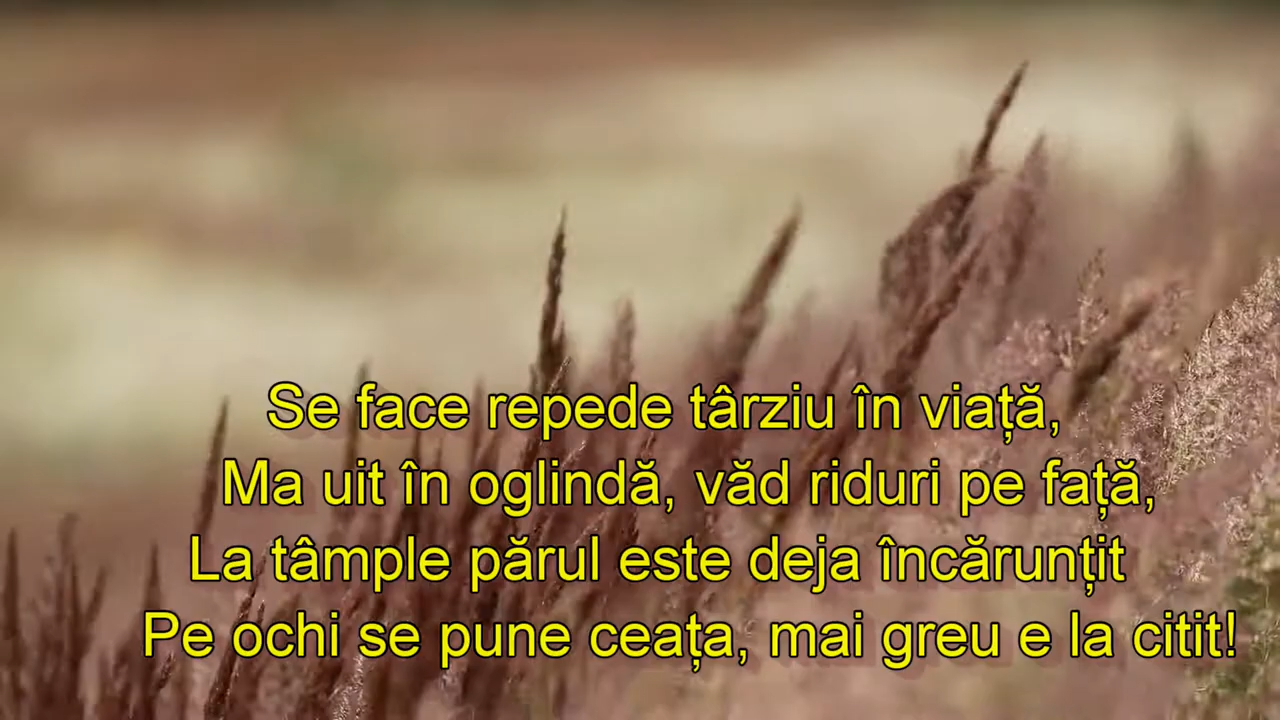 Se face repede târziu în viață,
Ma uit în oglindă, văd riduri pe față,
La tâmple părul este deja încărunțit
Pe ochi se pune ceața, mai greu e la citit!